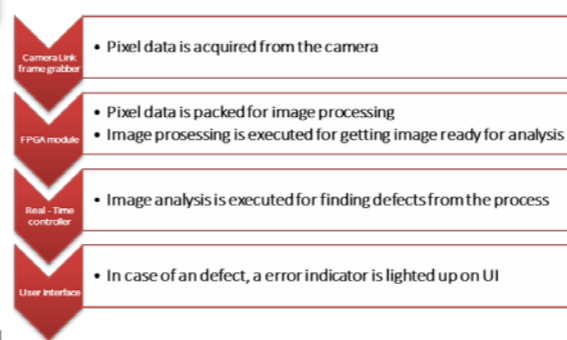 Camera Link
frame grabber
• Pixel data is acquired from the camera
FPGA module
• Pixel data is packed for image processing
• Image prosessing is executed for getting image ready for analysis
Real - Time
controller
• Image analysis is executed for finding defects from the process
User Interface
• In case of an defect, a error indicator is lighted up on UI